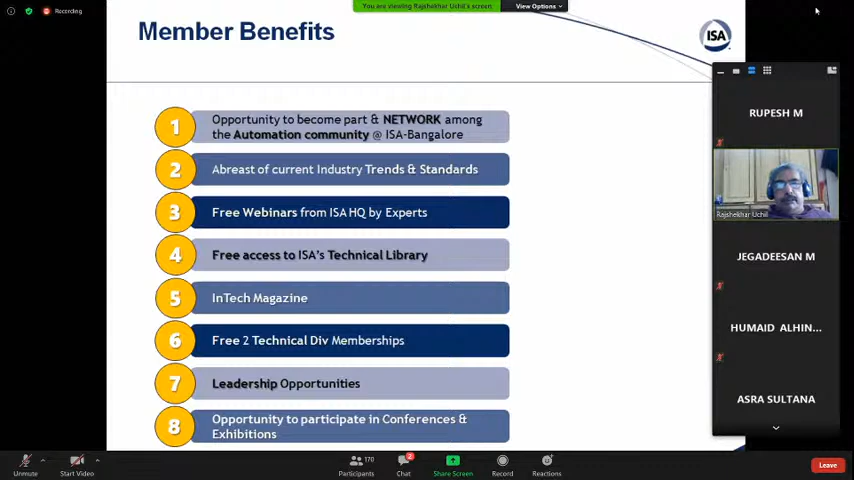 Recording
You are viewing Rajshekhar Uchil's screen
View Options
Member Benefits
ISA
1
Opportunity to become part & NETWORK among
the Automation community @ ISA-Bangalore
2
Abreast of current Industry Trends & Standards
3
Free Webinars from ISA HQ by Experts
4
Free access to ISA's Technical Library
5
InTech Magazine
6
Free 2 Technical Div Memberships
7
Leadership Opportunities
8
Opportunity to participate in Conferences &
Exhibitions
RUPESH M
Rajshekhar Uchil
JEGADEESAN M
HUMAID ALHIN...
ASRA SULTANA
Unmute
Start Video
170
Participants
2
Chat
Share Screen
Record
Reactions
Leave